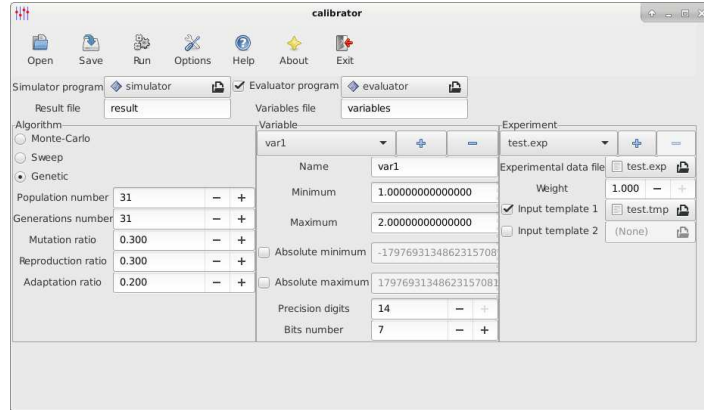 calibrator
Open Save Run Options Help About Exit
Simulator program simulator Evaluator program evaluator
Result file result Variables file variables
Algorithm
Monte-Carlo
Sweep
Genetic
Population number 31
Generations number 31
Mutation ratio 0.300
Reproduction ratio 0.300
Adaptation ratio 0.200
Variable
var1
Name var1
Minimum 1.00000000000000
Maximum 2.00000000000000
Absolute minimum
Absolute maximum
Precision digits 14
Bits number 7
Experiment
test.exp
Experimental data file test.exp
Weight 1.000
Input template 1 test.tmp
Input template 2 (None)